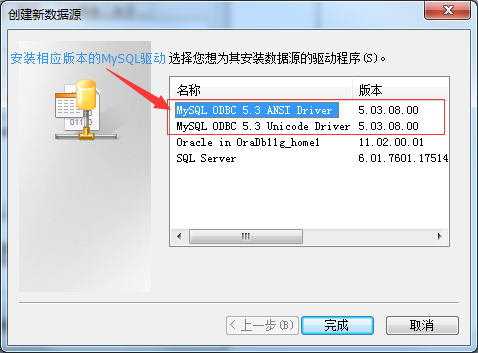 创建新数据源
安装相应版本的MySQL驱动 选择您想为其安装数据源的驱动程序(S)。
名称 版本
MySQL ODBC 5.3 ANSI Driver 5.03.08.00
MySQL ODBC 5.3 Unicode Driver 5.03.08.00
Oracle in OraDb11g_home1 11.02.00.01
SQL Server 6.01.7601.17514
01101
< 上一步(B) 完成 取消